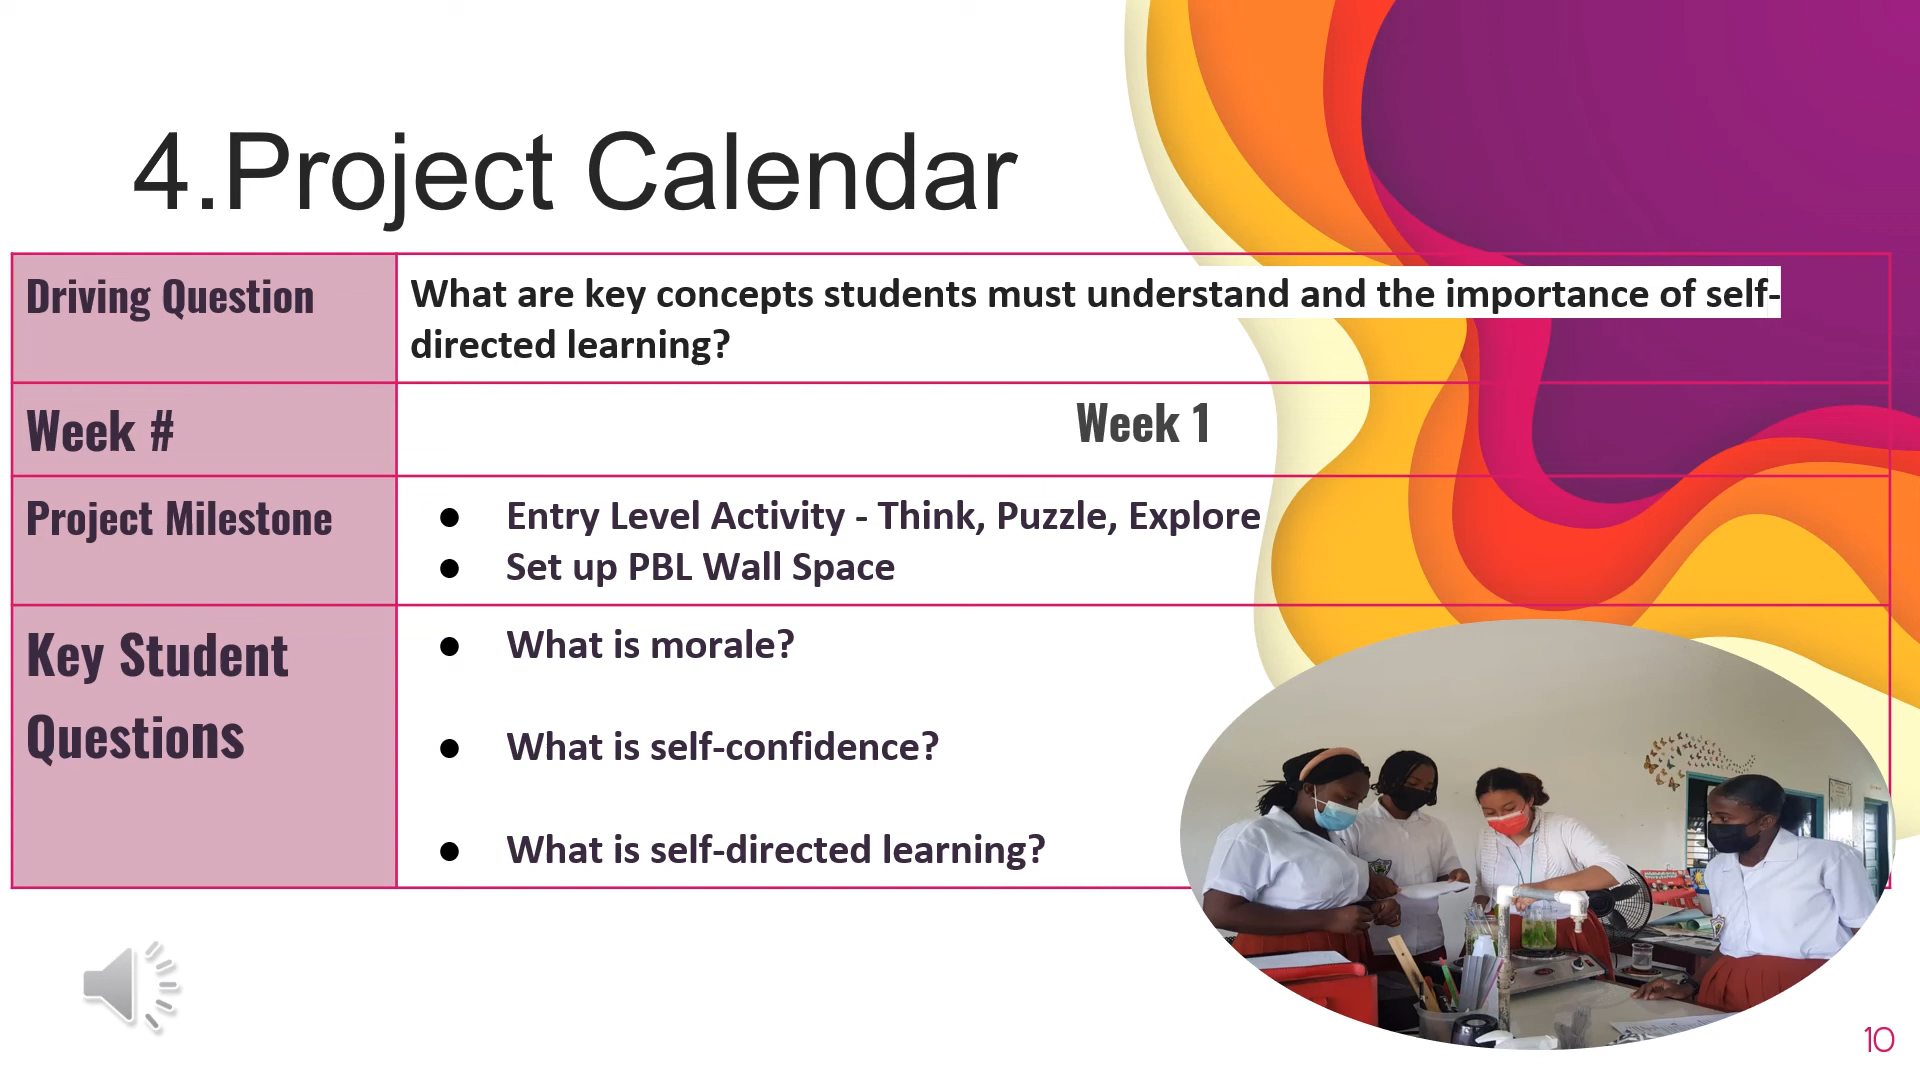 4.Project Calendar
Driving Question
What are key concepts students must understand and the importance of self-
directed learning?
Week #
Week 1
Project Milestone
● Entry Level Activity - Think, Puzzle, Explore
● Set up PBL Wall Space
Key Student
Questions
● What is morale?
● What is self-confidence?
● What is self-directed learning?
10